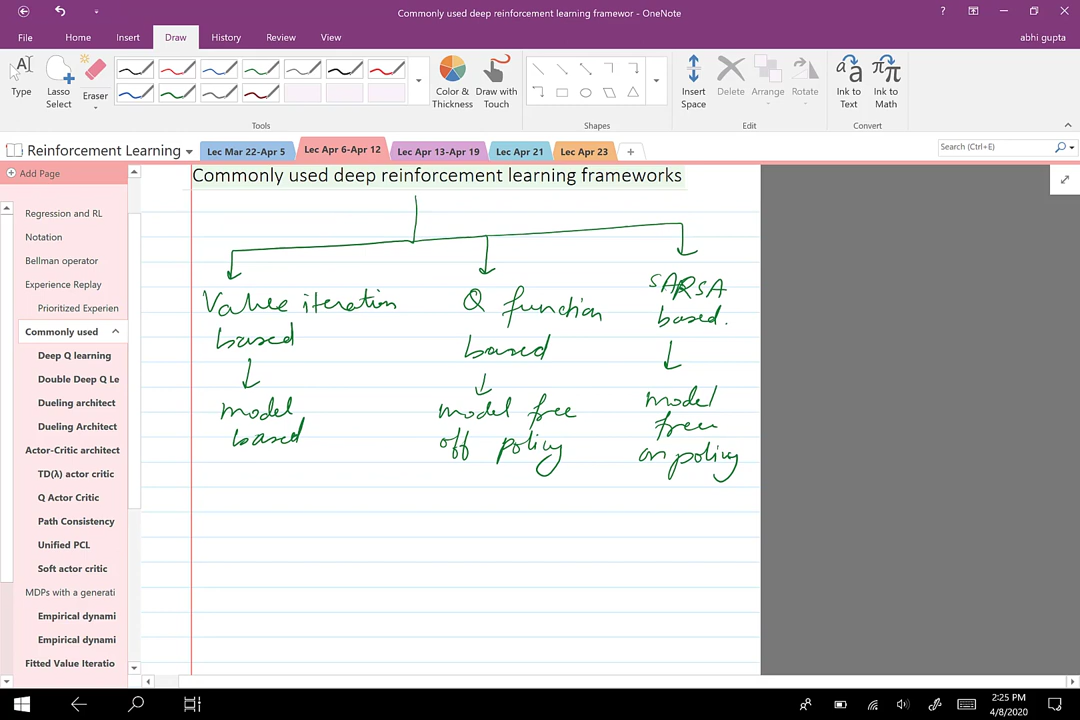 Commonly used deep reinforcement learning framewor - OneNote
?
File
Home
Insert
Draw
History
Review
View
abhi gupta
Type
Lasso Select
Eraser
Color & Thickness
Draw with Touch
Insert Space
Delete
Arrange
Rotate
Ink to Text
Ink to Math
Tools
Shapes
Edit
Convert
Reinforcement Learning
Lec Mar 22-Apr 5
Lec Apr 6-Apr 12
Lec Apr 13-Apr 19
Lec Apr 21
Lec Apr 23
+
Search (Ctrl+E)
Add Page
Regression and RL
Notation
Bellman operator
Experience Replay
Prioritized Experien
Commonly used
Deep Q learning
Double Deep Q Le
Dueling architect
Dueling Architect
Actor-Critic architect
TD(λ) actor critic
Q Actor Critic
Path Consistency
Unified PCL
Soft actor critic
MDPs with a generati
Empirical dynami
Empirical dynami
Fitted Value Iteratio
Commonly used deep reinforcement learning frameworks
Value iteration
based
model
based
Q function
based
model free
off policy
SARSA
based.
model
free
on policy
2:25 PM
4/8/2020